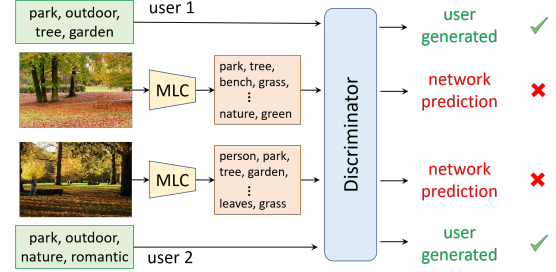 park, outdoor,
tree, garden
user 1
user
generated
MLC
park, tree,
bench, grass,
⋮
nature, green
network
prediction
Discriminator
MLC
person, park,
tree, garden,
⋮
leaves, grass
network
prediction
park, outdoor,
nature, romantic
user 2
user
generated